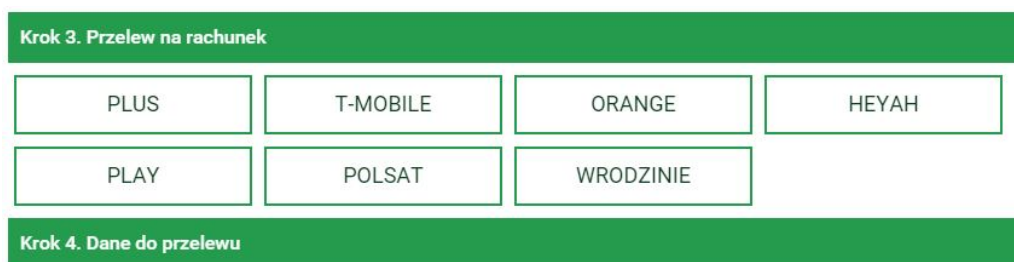 Krok 3. Przelew na rachunek
PLUS T-MOBILE ORANGE HEYAH
PLAY POLSAT WRODZINIE
Krok 4. Dane do przelewu